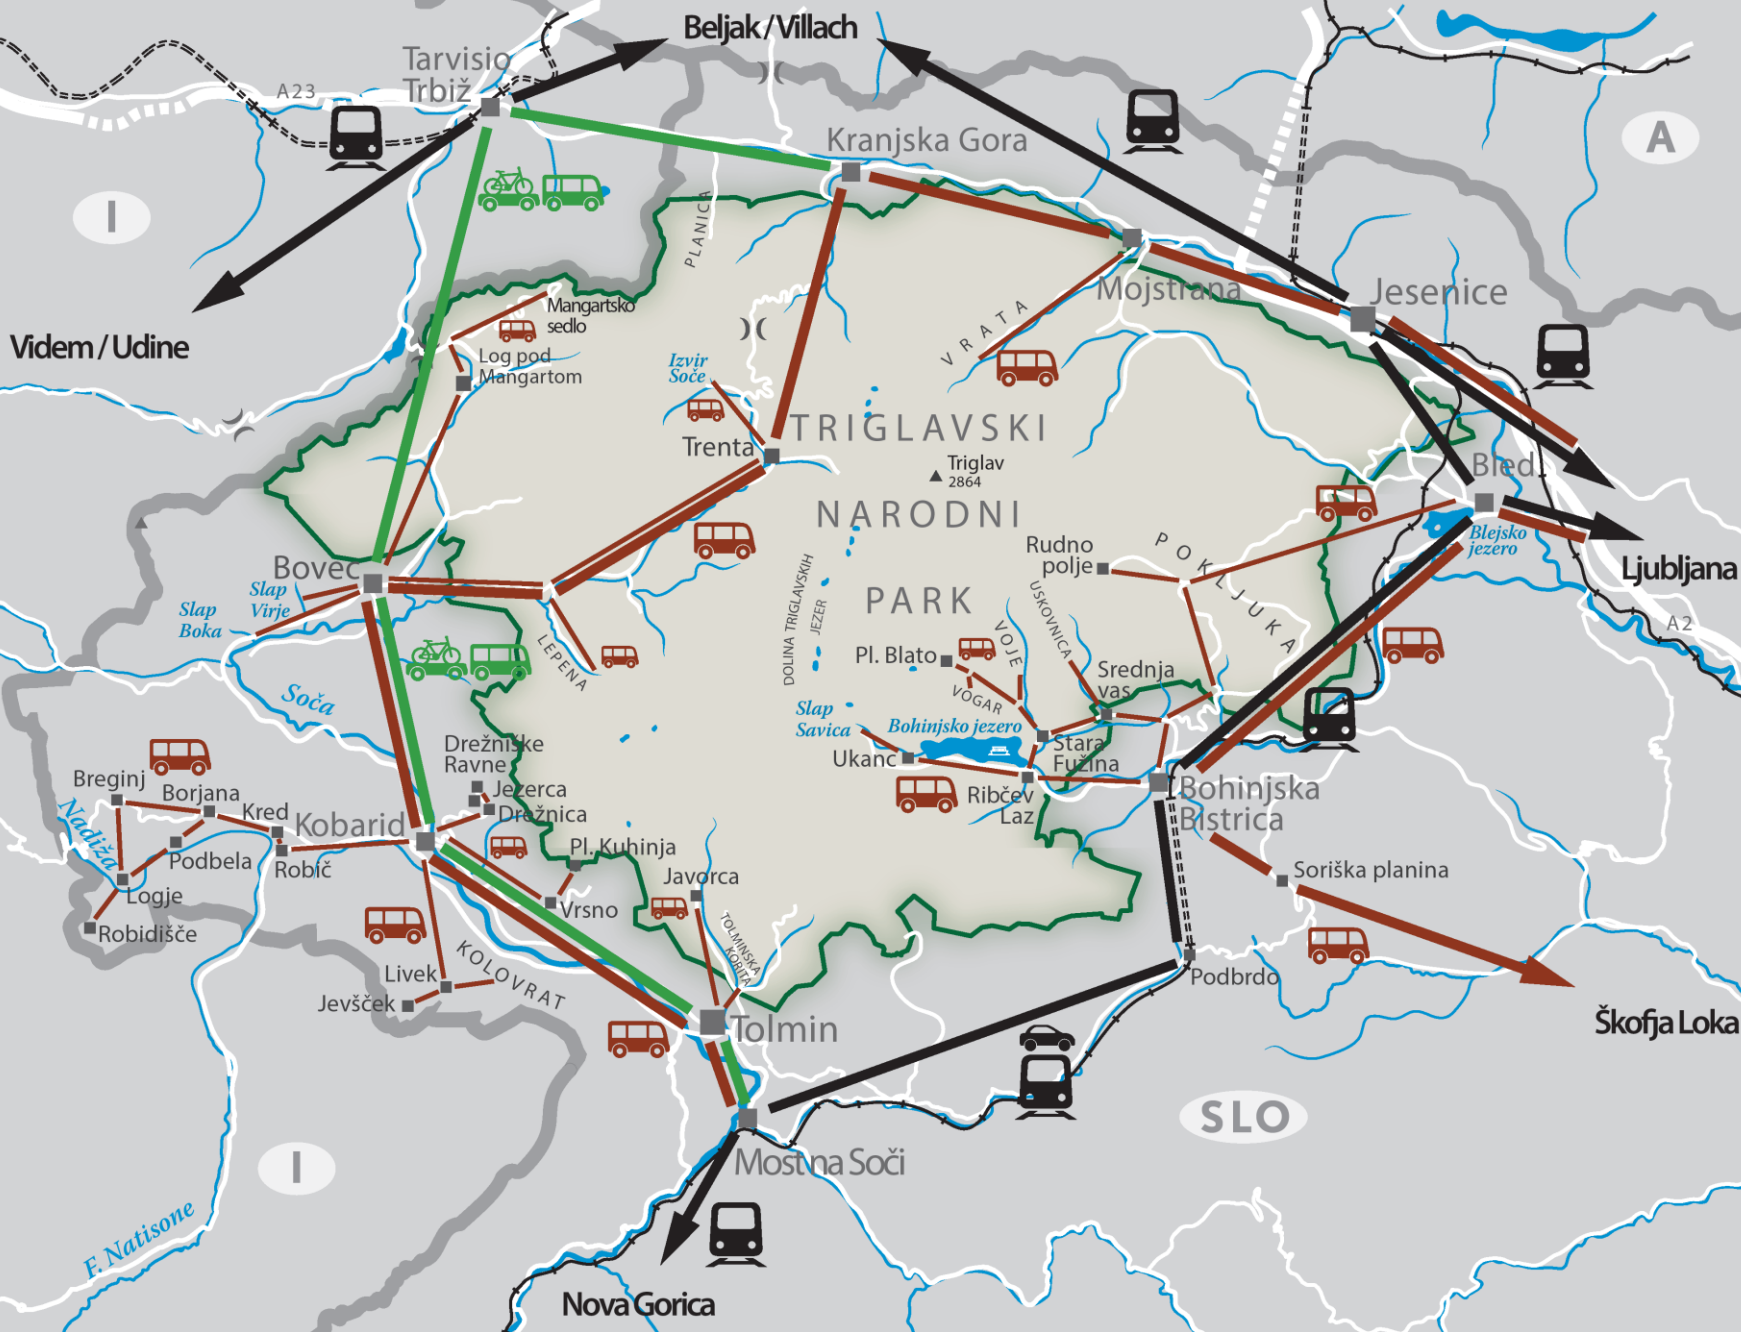 Beljak / Villach
Tarvisio
Trbiž
A23
Kranjska Gora
A
I
PLANICA
Mojstrana
Jesenice
Mangartsko
sedlo
VRATA
Videm / Udine
Log pod
Mangartom
Izvir
Soče
TRIGLAVSKI
Trenta
Triglav
2864
Bled
NARODNI
Blejsko
jezero
Rudno
polje
POKLJUKA
Ljubljana
Bovec
Slap
Virje
Slap
Boka
DOLINA TRIGLAVSKIH
JEZER
PARK
USKOVNICA
VOJE
A2
LEPENA
Pl. Blato
Srednja
vas
VOGAR
Soča
Slap
Savica
Bohinjsko jezero
Stara
Fužina
Drežniške
Ravne
Ukanc
Breginj
Borjana
Jezerca
Ribčev
Laz
Bohinjska
Bistrica
Kred
Kobarid
Drežnica
Nadiža
Podbela
Robič
Pl. Kuhinja
Javorca
Soriška planina
Logje
Vrsno
Robidišče
TOLMINSKA
KORITA
KOLOVRAT
Livek
Jevšček
Podbrdo
Tolmin
Škofja Loka
SLO
Most na Soči
I
F. Natisone
Nova Gorica